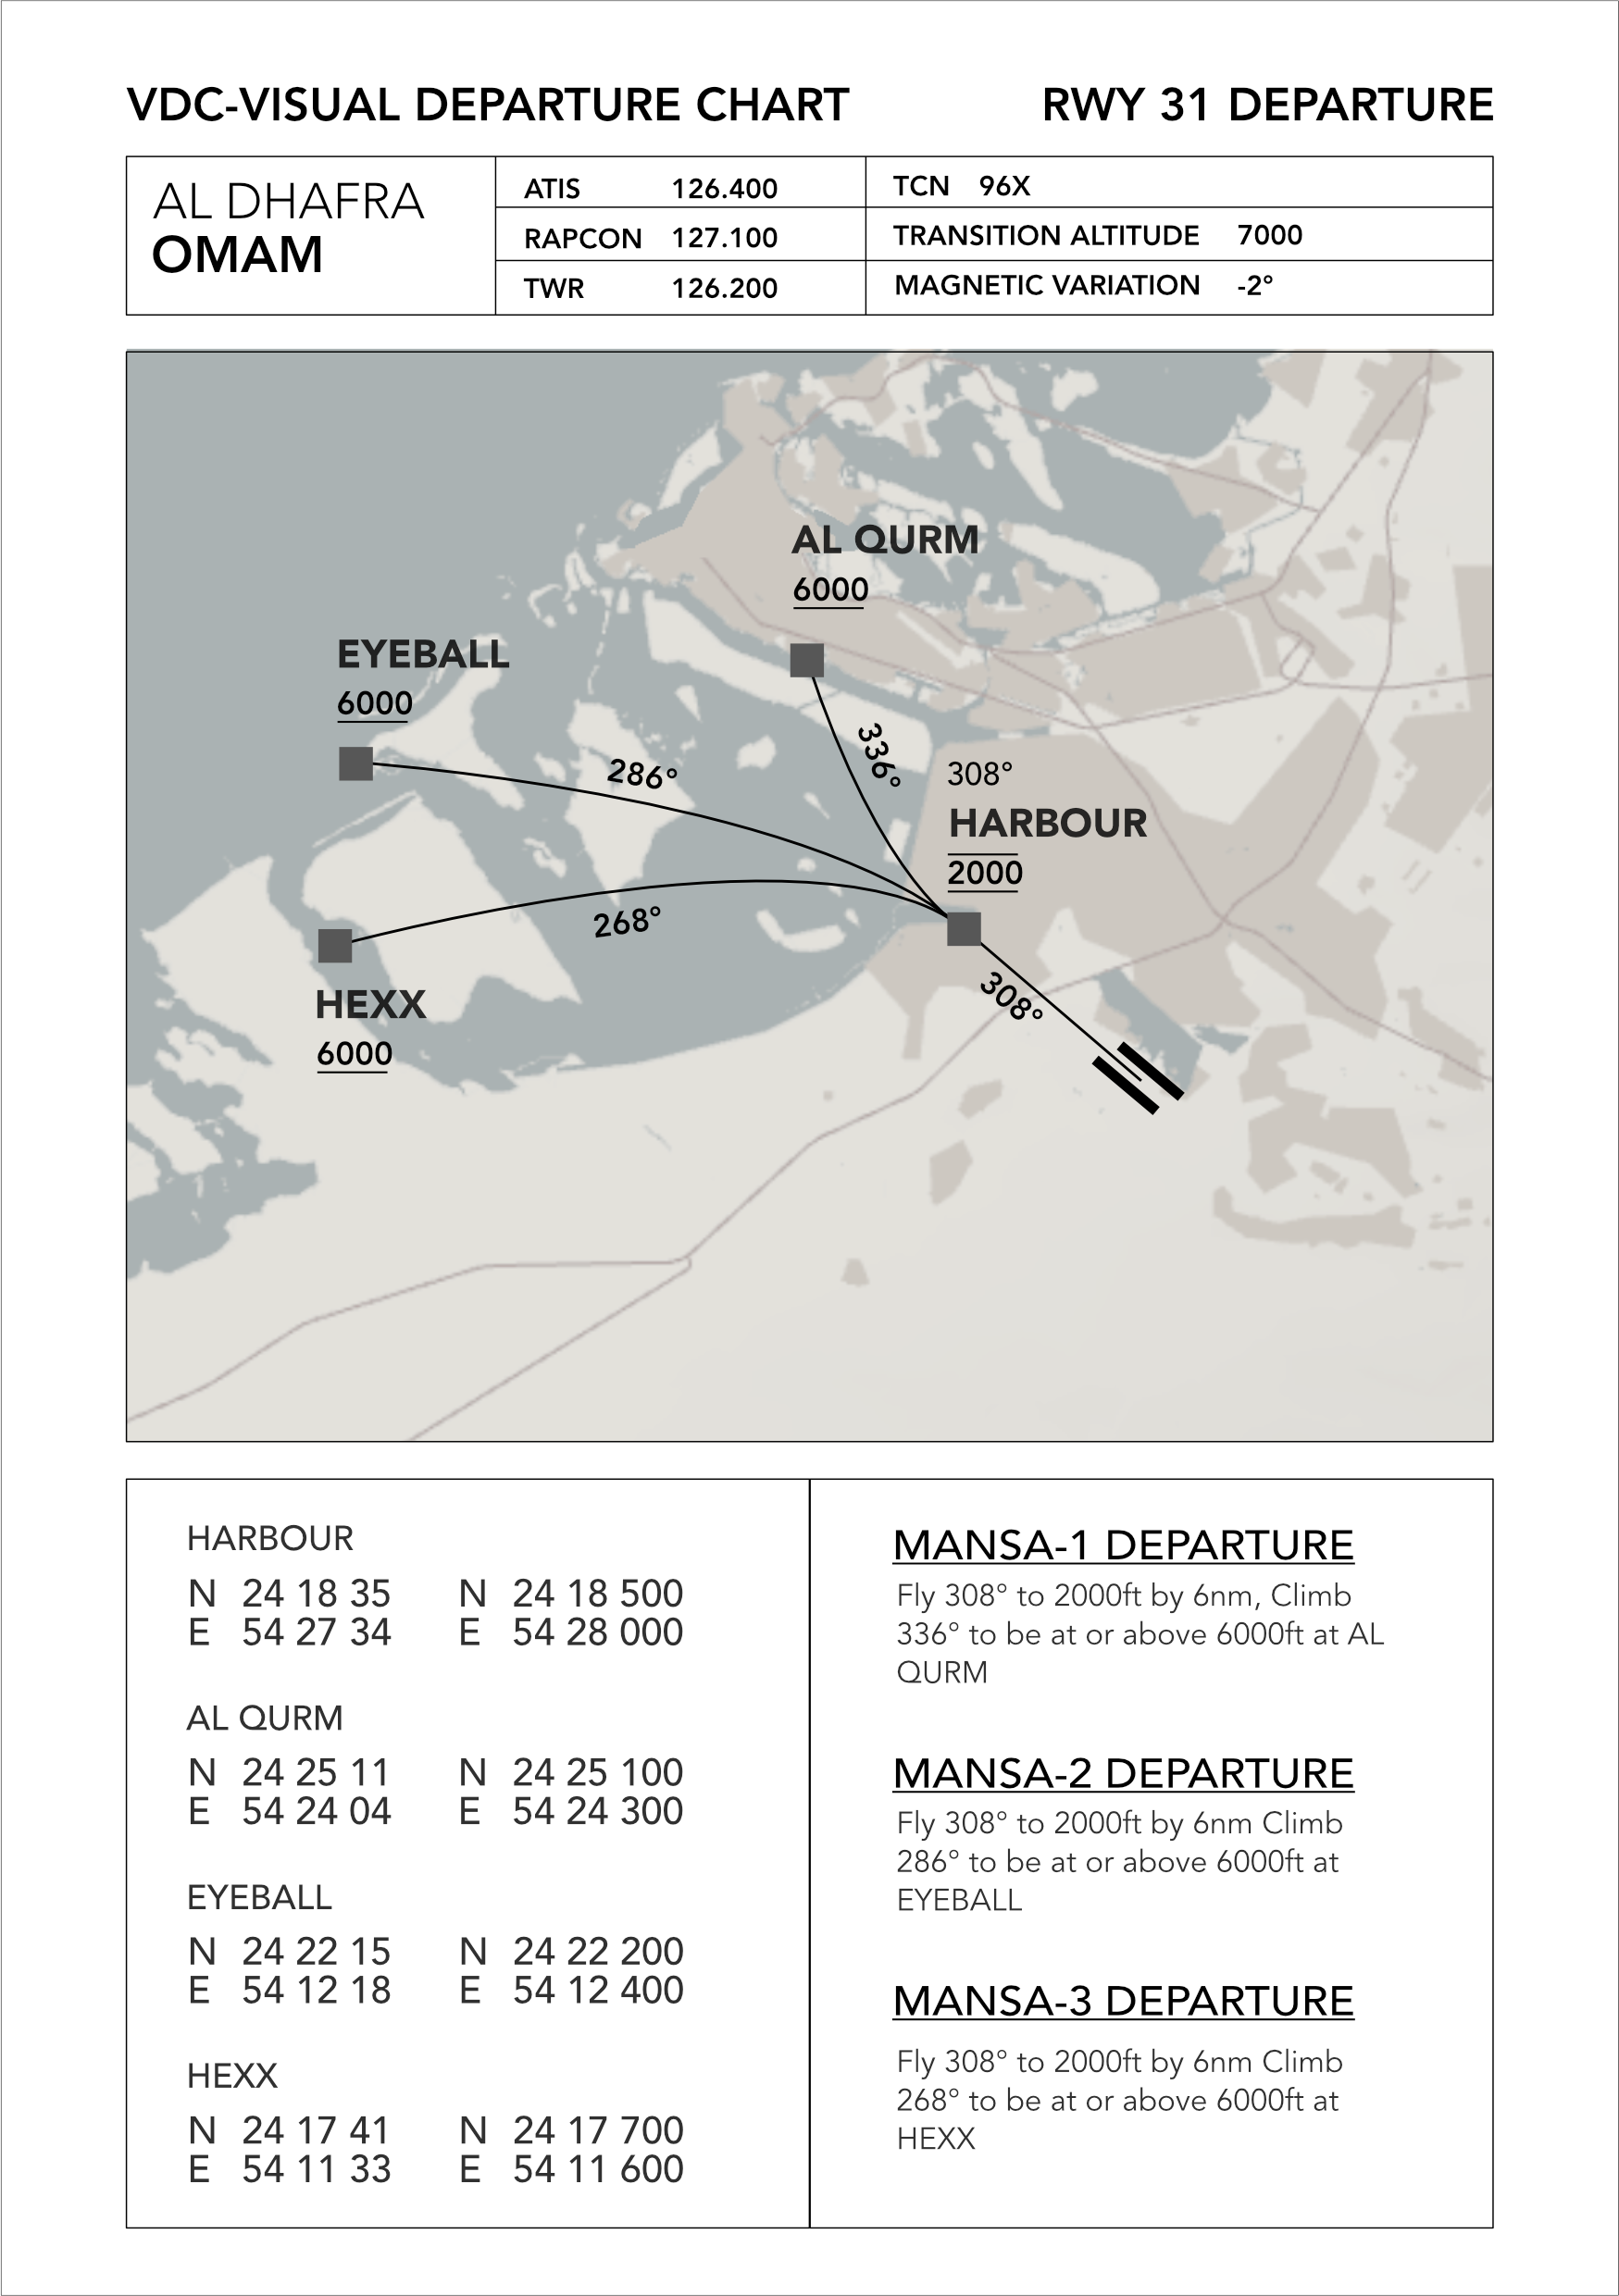 VDC-VISUAL DEPARTURE CHART
RWY 31 DEPARTURE
AL DHAFRA
OMAM
ATIS 126.400
RAPCON 127.100
TWR 126.200
TCN 96X
TRANSITION ALTITUDE 7000
MAGNETIC VARIATION -2°
AL QURM
6000
EYEBALL
6000
336°
286°
308°
HARBOUR
2000
268°
308°
HEXX
6000
HARBOUR
N 24 18 35 N 24 18 500
E 54 27 34 E 54 28 000
AL QURM
N 24 25 11 N 24 25 100
E 54 24 04 E 54 24 300
EYEBALL
N 24 22 15 N 24 22 200
E 54 12 18 E 54 12 400
HEXX
N 24 17 41 N 24 17 700
E 54 11 33 E 54 11 600
MANSA-1 DEPARTURE
Fly 308° to 2000ft by 6nm, Climb
336° to be at or above 6000ft at AL
QURM
MANSA-2 DEPARTURE
Fly 308° to 2000ft by 6nm Climb
286° to be at or above 6000ft at
EYEBALL
MANSA-3 DEPARTURE
Fly 308° to 2000ft by 6nm Climb
268° to be at or above 6000ft at
HEXX